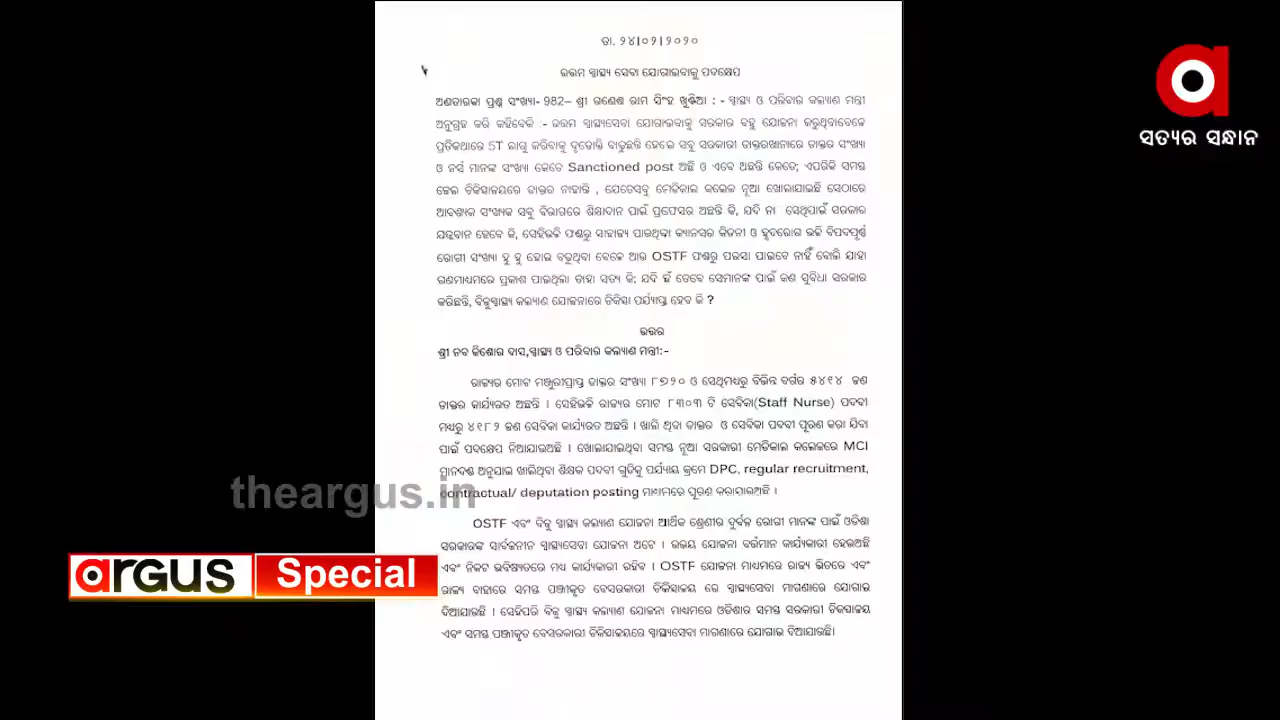 ତା. ୨୪|୦୨|୨୦୨୦
ଉତ୍ତମ ସ୍ବାସ୍ଥ୍ୟ ସେବା ଯୋଗାଇବାକୁ ପଦକ୍ଷେପ
ଅଣତାରକା ପ୍ରଶ୍ନ ସଂଖ୍ୟା- 982– ଶ୍ରୀ ଗଣେଶ ରାମ ସିଂହ ଖୁଣ୍ଟିଆ : - ସ୍ବାସ୍ଥ୍ୟ ଓ ପରିବାର କଲ୍ୟାଣ ମନ୍ତ୍ରୀ
ଅନୁଗ୍ରହ କରି କହିବେକି - ଉତ୍ତମ ସ୍ବାସ୍ଥ୍ୟସେବା ଯୋଗାଇବାକୁ ସରକାର ବହୁ ଯୋଜନା କରୁଥିବାବେଳେ
ପ୍ରତିକଥାରେ 5T ଲାଗୁ କରିବାକୁ ଦୃହୋକ୍ତି ବାଢୁଛନ୍ତି ହେଲେ ସବୁ ସରକାରୀ ଡାକ୍ତରଖାନାରେ ଡାକ୍ତର ସଂଖ୍ୟା
ଓ ନର୍ସ ମାନଙ୍କ ସଂଖ୍ୟା କେତେ Sanctioned post ଅଛି ଓ ଏବେ ଅଛନ୍ତି କେତେ; ଏପରିକି ସମସ୍ତ
ଜେଲ ଚିକିତ୍ସାଳୟରେ ଡାକ୍ତର ନାହାନ୍ତି , ଯେତେସବୁ ମେଡିକାଲ କଲେଜ ନୂଆ ଖୋଲାଯାଇଛି ସେଠାରେ
ଆବଶ୍ୟକ ସଂଖ୍ୟକ ସବୁ ବିଭାଗରେ ଶିକ୍ଷାଦାନ ପାଇଁ ପ୍ରଫେସର ଅଛନ୍ତି କି, ଯଦି ନା ସେଥିପାଇଁ ସରକାର
ଯତ୍ନବାନ ହେବେ କି, ସେହିଭଳି ଫଣ୍ଡରୁ ସାହାଜ୍ୟ ପାଉଥିବା କ୍ୟାନସର କିଡନୀ ଓ ହୃଦରୋଗ ଭଳି ବିପଦପୂର୍ଣ୍ଣ
ରୋଗୀ ସଂଖ୍ୟା ହୁ ହୁ ହୋଇ ବଢୁଥିବା ବେଳେ ଆଉ OSTF ଫଣ୍ଡରୁ ପଇସା ପାଇବେ ନାହିଁ ବୋଲି ଯାହା
ଗଣମାଧ୍ୟମରେ ପ୍ରକାଶ ପାଉଥିଲା ତାହା ସତ୍ୟ କି; ଯଦି ହଁ ତେବେ ସେମାନଙ୍କ ପାଇଁ କଣ ସୁବିଧା ସରକାର
କରିଛନ୍ତି, ବିଜୁସ୍ବାସ୍ଥ୍ୟ କଲ୍ୟାଣ ଯୋଜନାରେ ଚିକିତ୍ସା ପର୍ଯ୍ୟାପ୍ତ ହେବ କି ?
ଉତ୍ତର
ଶ୍ରୀ ନବ କିଶୋର ଦାସ,ସ୍ବାସ୍ଥ୍ୟ ଓ ପରିବାର କଲ୍ୟାଣ ମନ୍ତ୍ରୀ:-
ରାଜ୍ୟର ମୋଟ ମଞ୍ଜୁରୀପ୍ରାପ୍ତ ଡାକ୍ତର ସଂଖ୍ୟା ୮୭୨୦ ଓ ସେଥିମଧ୍ୟରୁ ବିଭିନ୍ନ ବର୍ଗର ୫୪୧୪ ଜଣ
ଡାକ୍ତର କାର୍ଯ୍ୟରତ ଅଛନ୍ତି । ସେହିଭଳି ରାଜ୍ୟର ମୋଟ ୮୩୦୩ ଟି ସେବିକା(Staff Nurse) ପଦବୀ
ମଧ୍ୟରୁ ୪୧୮୨ ଜଣ ସେବିକା କାର୍ଯ୍ୟରତ ଅଛନ୍ତି । ଖାଲି ଥିବା ଡାକ୍ତର ଓ ସେବିକା ପଦବୀ ପୂରଣ କରା ଯିବା
ପାଇଁ ପଦକ୍ଷେପ ନିଆଯାଉଅଛି । ଖୋଲାଯାଇଥିବା ସମସ୍ତ ନୂଆ ସରକାରୀ ମେଡିକାଲ କଲେଜରେ MCI
ମାନଦଣ୍ଡ ଅନୁଯାଇ ଖାଲିଥିବା ଶିକ୍ଷକ ପଦବୀ ଗୁଡିକୁ ପର୍ଯ୍ୟାୟ କ୍ରମେ DPC, regular recruitment,
contractual/ deputation posting ମାଧ୍ୟମରେ ପୂରଣ କରାଯାଉଅଛି ।
OSTF ଏବଂ ବିଜୁ ସ୍ବାସ୍ଥ୍ୟ କଲ୍ୟାଣ ଯୋଜନା ଆର୍ଥିକ ଶ୍ରେଣୀର ଦୁର୍ବଳ ରୋଗୀ ମାନଙ୍କ ପାଇଁ ଓଡିଶା
ସରକାରଙ୍କ ସାର୍ବଜନୀନ ସ୍ବାସ୍ଥ୍ୟସେବା ଯୋଜନା ଅଟେ । ଉଭୟ ଯୋଜନା ବର୍ତ୍ତମାନ କାର୍ଯ୍ୟକାରୀ ହେଉଅଛି
ଏବଂ ନିକଟ ଭବିଷ୍ୟତରେ ମଧ୍ୟ କାର୍ଯ୍ୟକାରୀ ରହିବ । OSTF ଯୋଜନା ମାଧ୍ୟମରେ ରାଜ୍ୟ ଭିତରେ ଏବଂ
ରାଜ୍ୟ ବାହାରେ ସମସ୍ତ ପଞ୍ଜୀକୃତ ବେସରକାରୀ ଚିକିତ୍ସାଳୟ ରେ ସ୍ବାସ୍ଥ୍ୟସେବା ମାଗଣାରେ ଯୋଗାଇ
ଦିଆଯାଉଛି । ସେହିପରି ବିଜୁ ସ୍ବାସ୍ଥ୍ୟ କଲ୍ୟାଣ ଯୋଜନା ମାଧ୍ୟମରେ ଓଡିଶାର ସମସ୍ତ ସରକାରୀ ଚିକତ୍ସାଳୟ
ଏବଂ ସମସ୍ତ ପଞ୍ଜୀକୃତ ବେସରକାରୀ ଚିକିତ୍ସାଳୟରେ ସ୍ବାସ୍ଥ୍ୟସେବା ମାଗଣାରେ ଯୋଗାଇ ଦିଆଯାଉଛି।
ସତ୍ୟର ସନ୍ଧାନ
theargus.in
argus Special